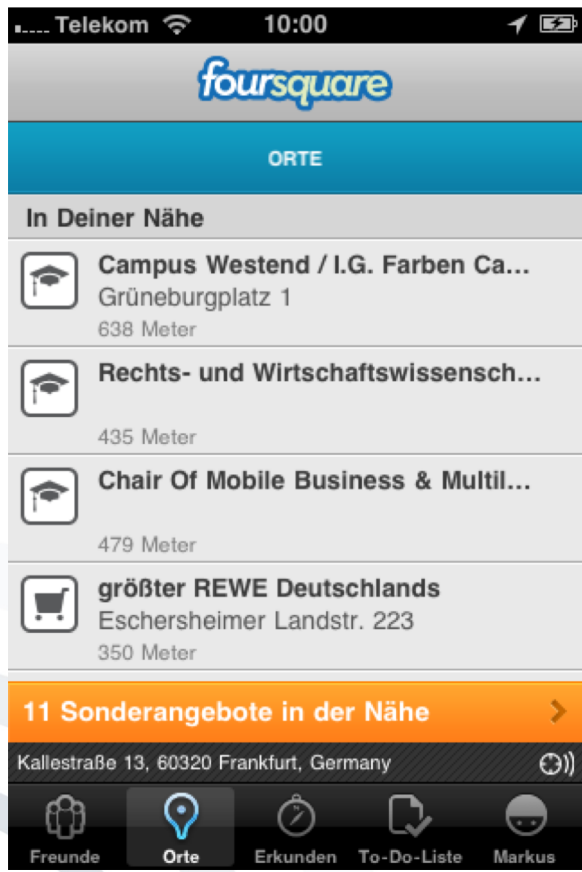 Telekom 10:00
foursquare
ORTE
In Deiner Nähe
Campus Westend / I.G. Farben Ca...
Grüneburgplatz 1
638 Meter
Rechts- und Wirtschaftswissensch...
435 Meter
Chair Of Mobile Business & Multil...
479 Meter
größter REWE Deutschlands
Eschersheimer Landstr. 223
350 Meter
11 Sonderangebote in der Nähe
Kallestraße 13, 60320 Frankfurt, Germany
Freunde Orte Erkunden To-Do-Liste Markus